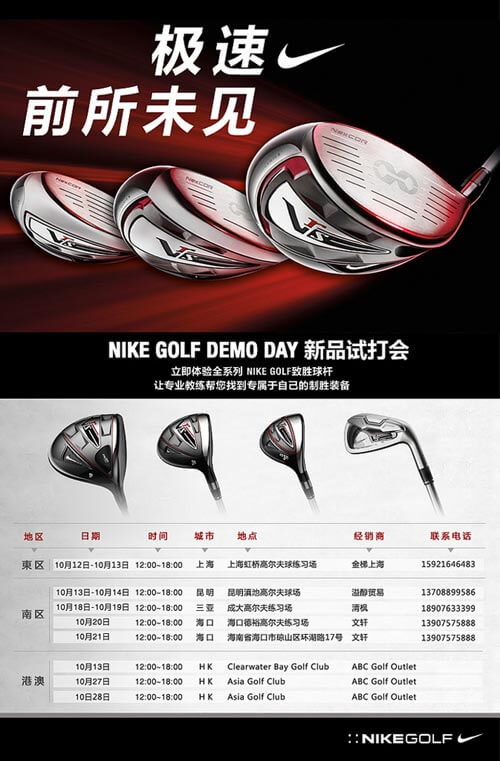 极速
前所未见
NexCOR
NexCOR
NexCOR
VRS
VRS
VRS
NIKE GOLF DEMO DAY 新品试打会
立即体验全系列 NIKE GOLF致胜球杆
让专业教练帮您找到专属于自己的制胜装备
地区 日期 时间 城市 地点 经销商 联系电话
東区 10月12日-10月13日 12:00~18:00 上海 上海虹桥高尔夫球练习场 金梯上海 15921646483
南区
10月13日-10月14日 12:00~18:00 昆明 昆明滇池高尔夫球场 溢醇贸易 13708899586
10月18日-10月19日 12:00~18:00 三亚 成大高尔夫练习场 清枫 18907633399
10月20日 12:00~18:00 海口 海口德裕高尔夫练习场 文轩 13907575888
10月21日 12:00~18:00 海口 海南省海口市琼山区环湖路17号 文轩 13907575888
港澳
10月13日 12:00~18:00 HK Clearwater Bay Golf Club ABC Golf Outlet
10月27日 12:00~18:00 HK Asia Golf Club ABC Golf Outlet
10日28日 12:00~18:00 HK Asia Golf Club ABC Golf Outlet
::NIKEGOLF